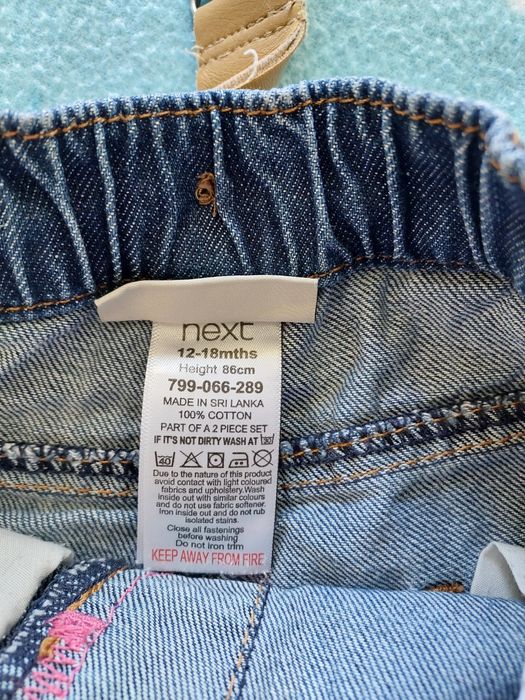 next
12-18mths
Height 86cm
799-066-289
MADE IN SRI LANKA
100% COTTON
PART OF A 2 PIECE SET
IF IT'S NOT DIRTY WASH AT 30
40
Due to the nature of this product
avoid contact with light coloured
fabrics and upholstery.Wash
inside out with similar colours
and do not use fabric softener.
Iron inside out and do not rub
isolated stains.
Close all fastenings
before washing
Do not iron trim
KEEP AWAY FROM FIRE